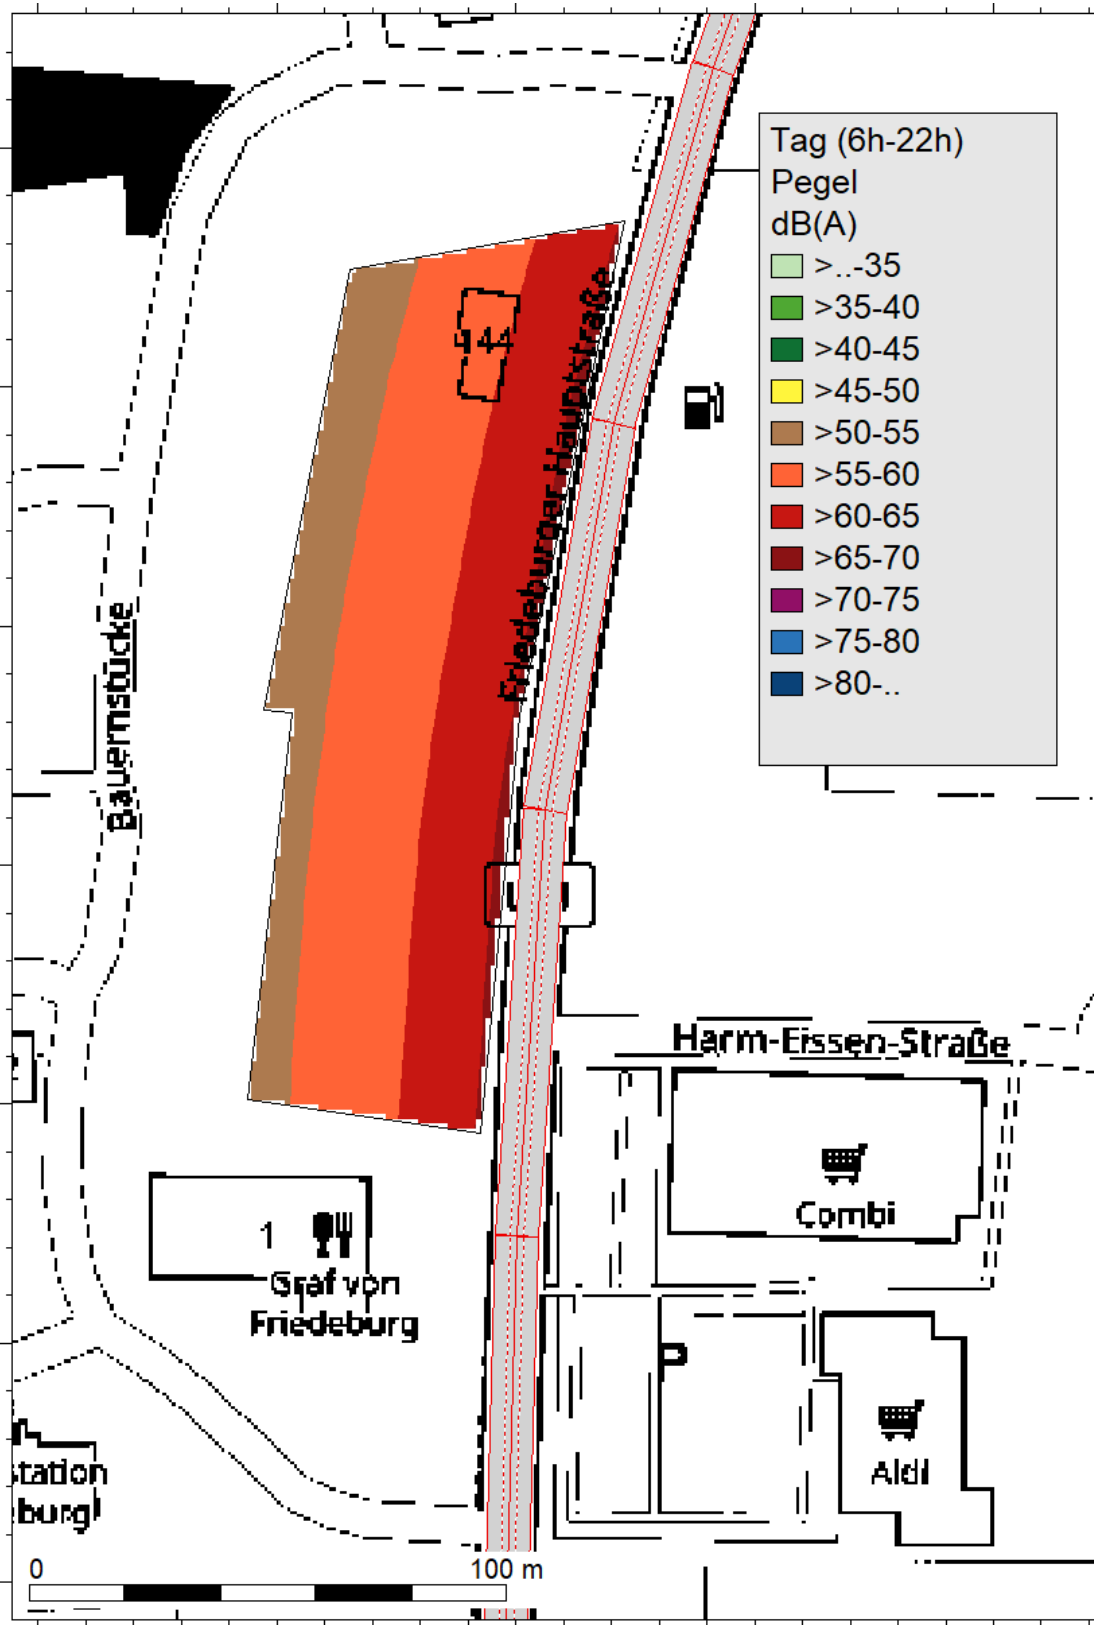 Tag (6h-22h)
Pegel
dB(A)
>..-35
>35-40
>40-45
>45-50
>50-55
>55-60
>60-65
>65-70
>70-75
>75-80
>80-..
Friedeburger Hauptstraße
Bauernstücke
Harm-Eissen-Straße
Combi
1
Graf von
Friedeburg
Aldi
tation
burg)
0
100 m